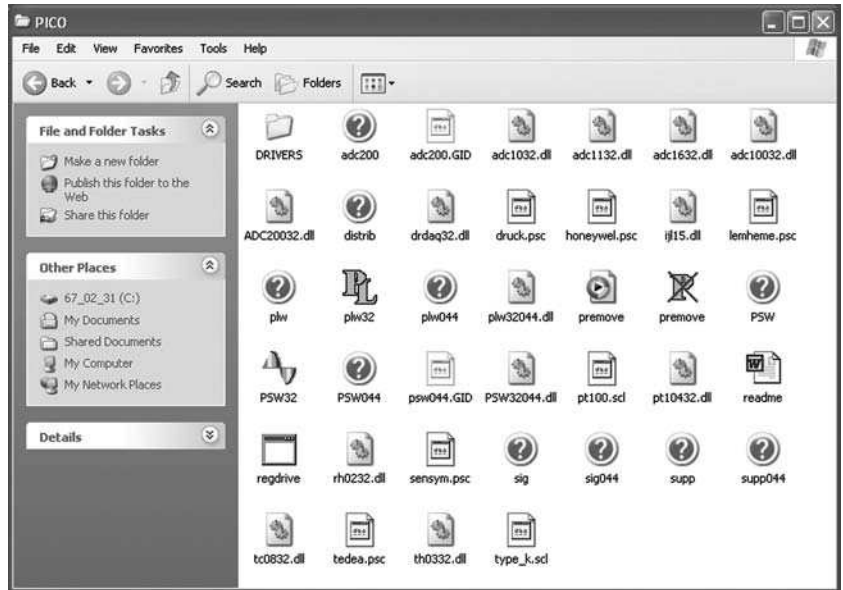 PICO
File Edit View Favorites Tools Help
Back Search Folders
File and Folder Tasks
Make a new folder
Publish this folder to the
Web
Share this folder
Other Places
67_02_31 (C:)
My Documents
Shared Documents
My Computer
My Network Places
Details
DRIVERS adc200 adc200.GID adc1032.dll adc1132.dll adc1632.dll adc10032.dll
ADC20032.dll distrib drdaq32.dll druck.psc honeywel.psc ijl15.dll lemheme.psc
plw plw32 plw044 plw32044.dll premove premove PSW
PSW32 PSW044 psw044.GID PSW32044.dll pt100.scl pt10432.dll readme
regdrive rh0232.dll sensym.psc sig sig044 supp supp044
tc0832.dll tedea.psc th0332.dll type_k.scl